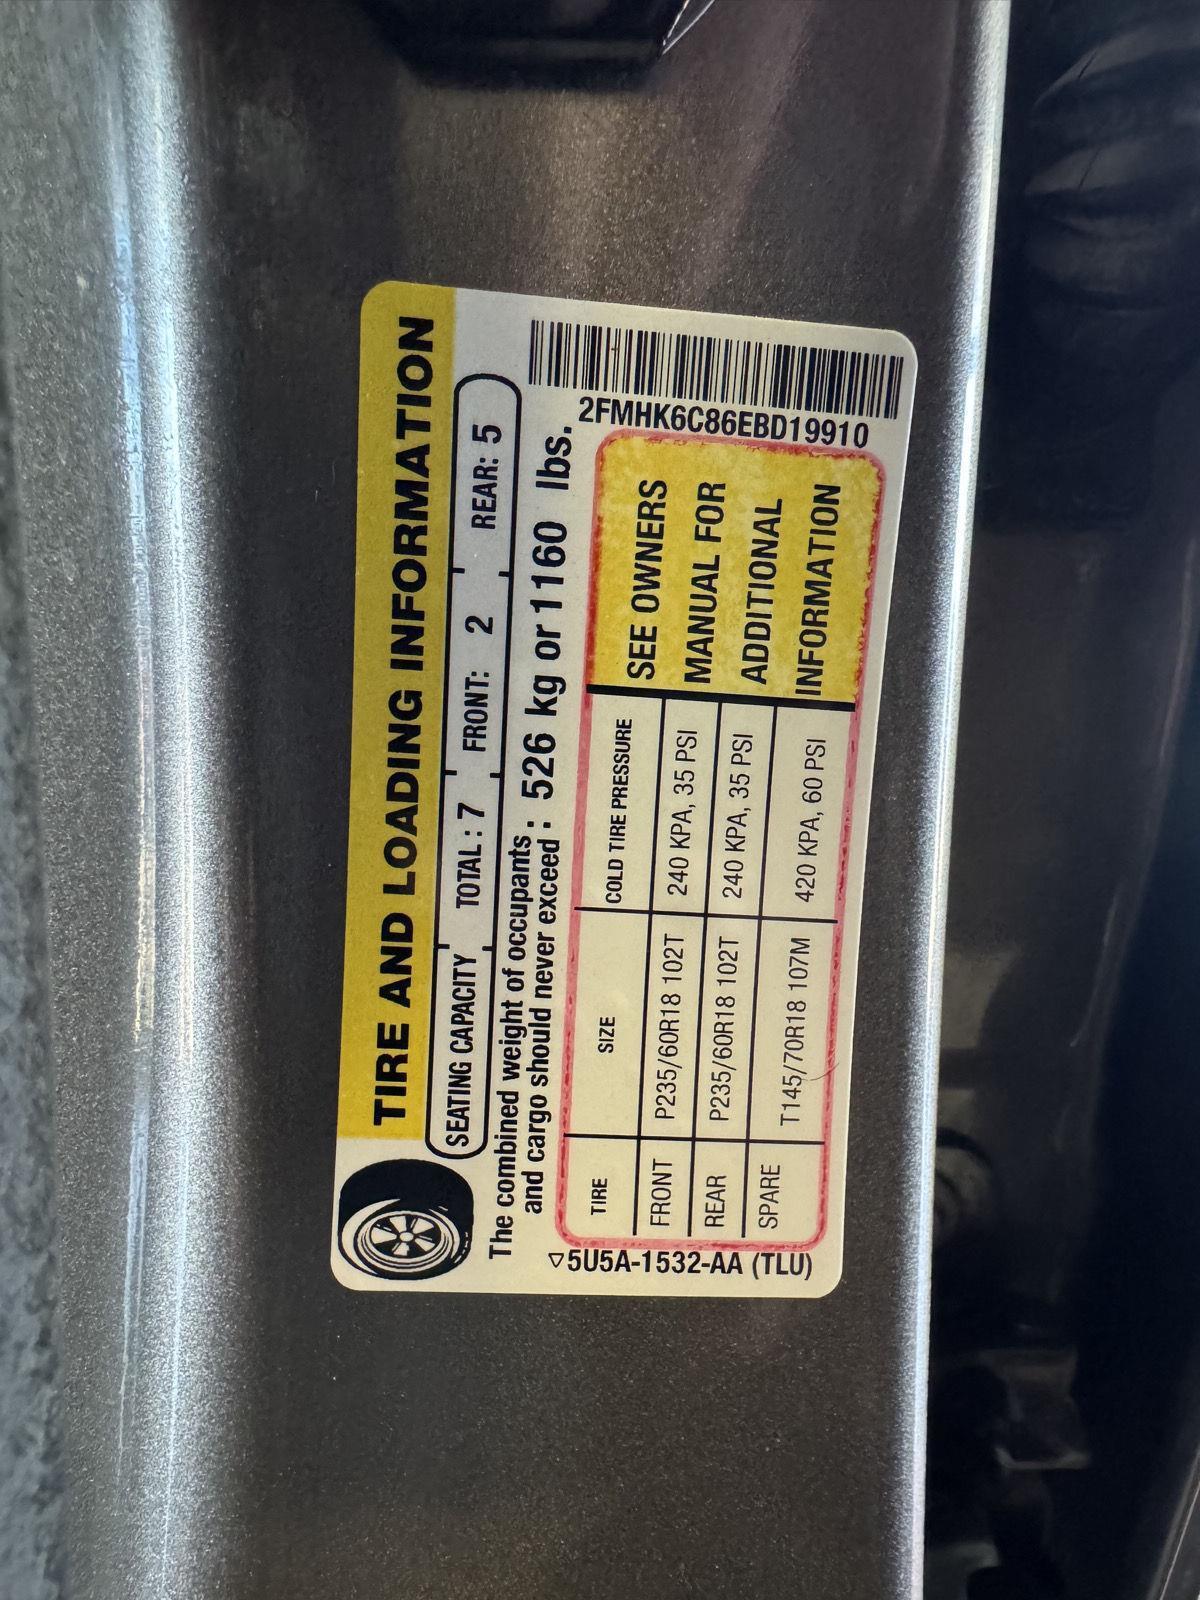 TIRE AND LOADING INFORMATION
SEATING CAPACITY TOTAL : 7 FRONT: 2 REAR: 5
The combined weight of occupants
and cargo should never exceed : 526 kg or 1160 lbs.
TIRE SIZE COLD TIRE PRESSURE
FRONT P235/60R18 102T 240 KPA, 35 PSI
REAR P235/60R18 102T 240 KPA, 35 PSI
SPARE T145/70R18 107M 420 KPA, 60 PSI
SEE OWNERS
MANUAL FOR
ADDITIONAL
INFORMATION
2FMHK6C86EBD19910
5U5A-1532-AA (TLU)